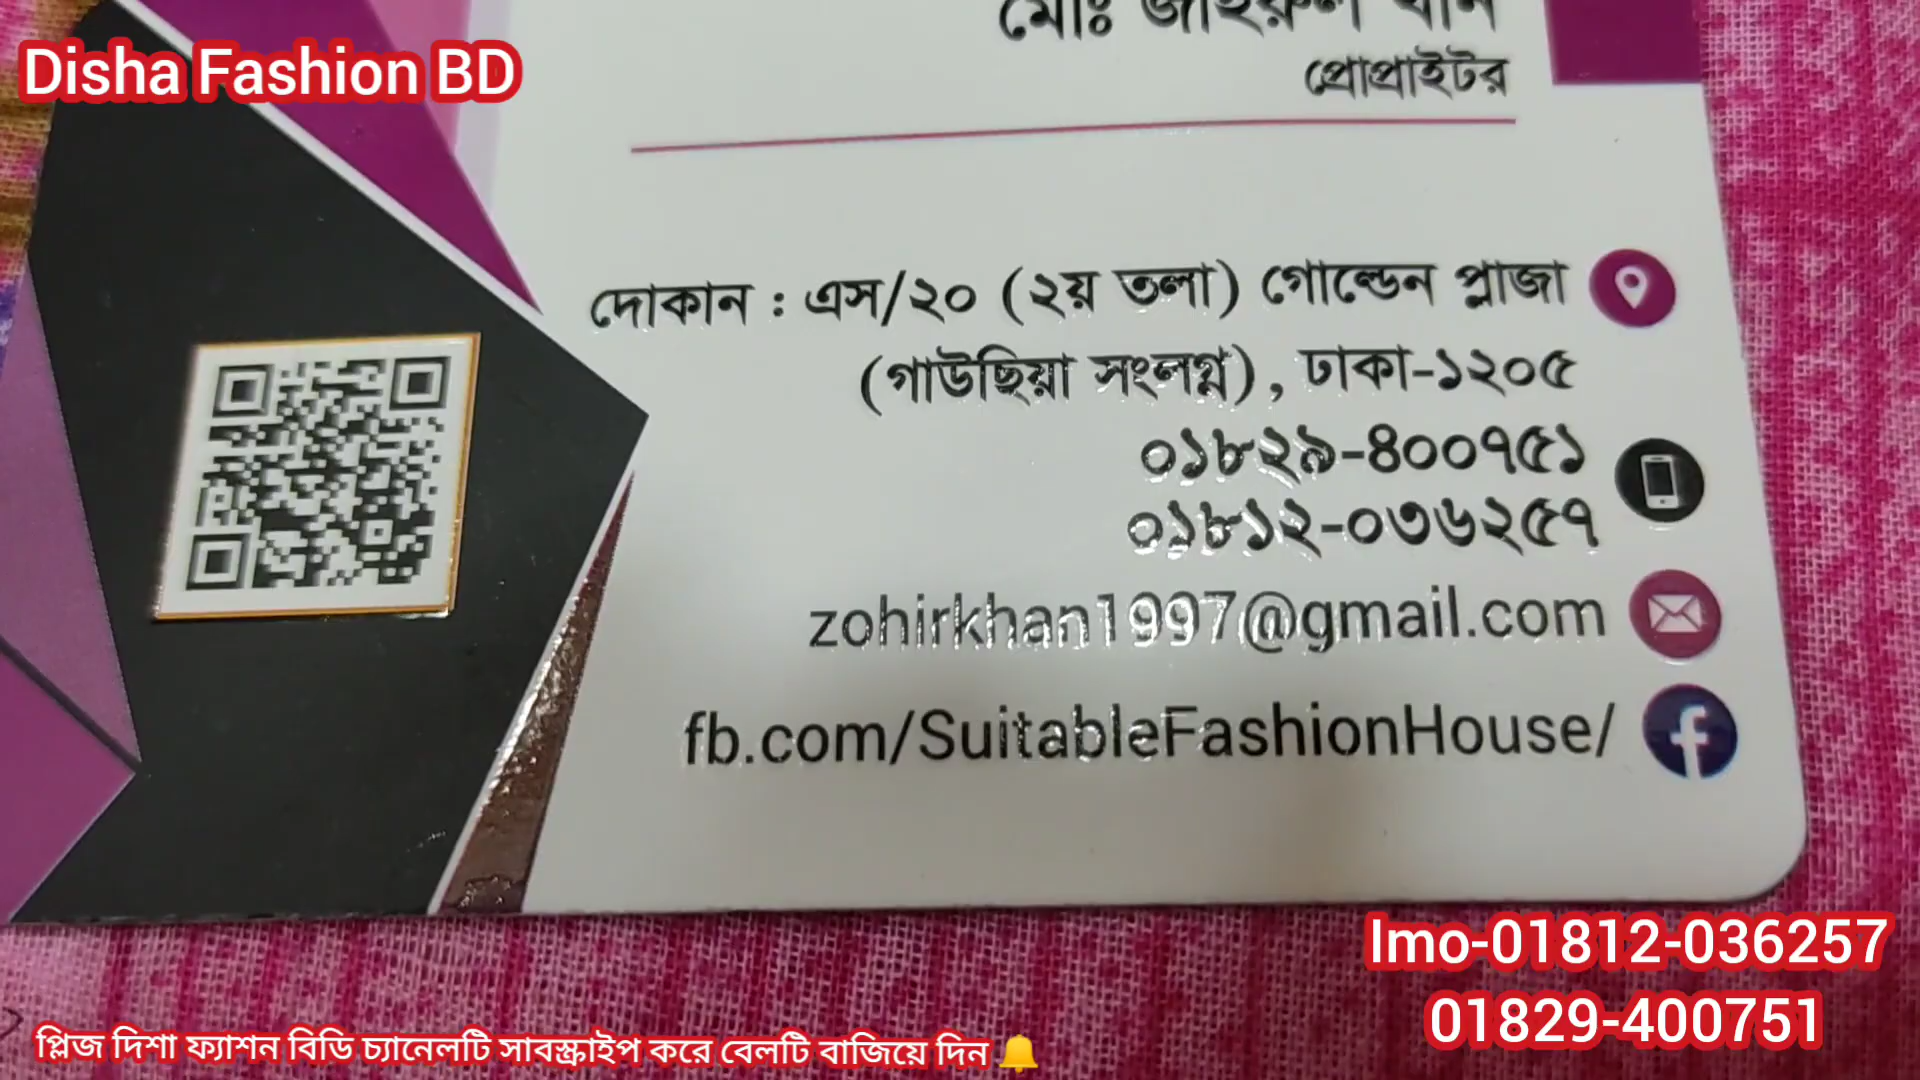 Disha Fashion BD
মোঃ জহিরুল খান
প্রোপ্রাইটর
দোকান : এস/২০ (২য় তলা) গোল্ডেন প্লাজা
(গাউছিয়া সংলগ্ন), ঢাকা-১২০৫
০১৮২৯-৪০০৭৫১
০১৮১২-০৩৬২৫৭
zohirkhan1997@gmail.com
fb.com/SuitableFashionHouse/
Imo-01812-036257
01829-400751
প্লিজ দিশা ফ্যাশন বিডি চ্যানেলটি সাবস্ক্রাইপ করে বেলটি বাজিয়ে দিন 🔔